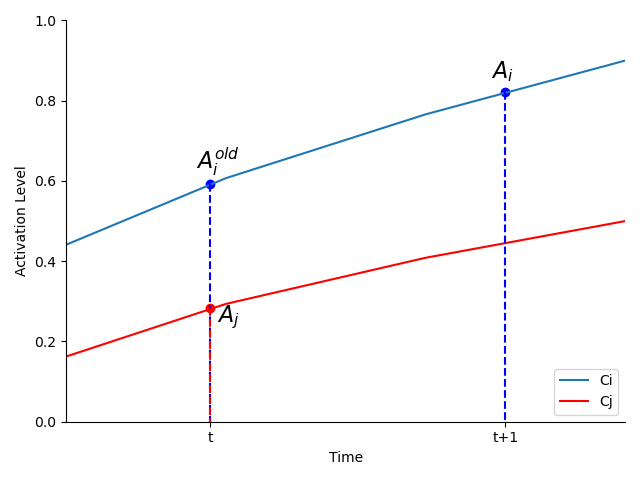 1.0
0.8
0.6
0.4
0.2
0.0
Activation Level
A_i^{old}
A_i
A_j
t
t+1
Time
Ci
Cj